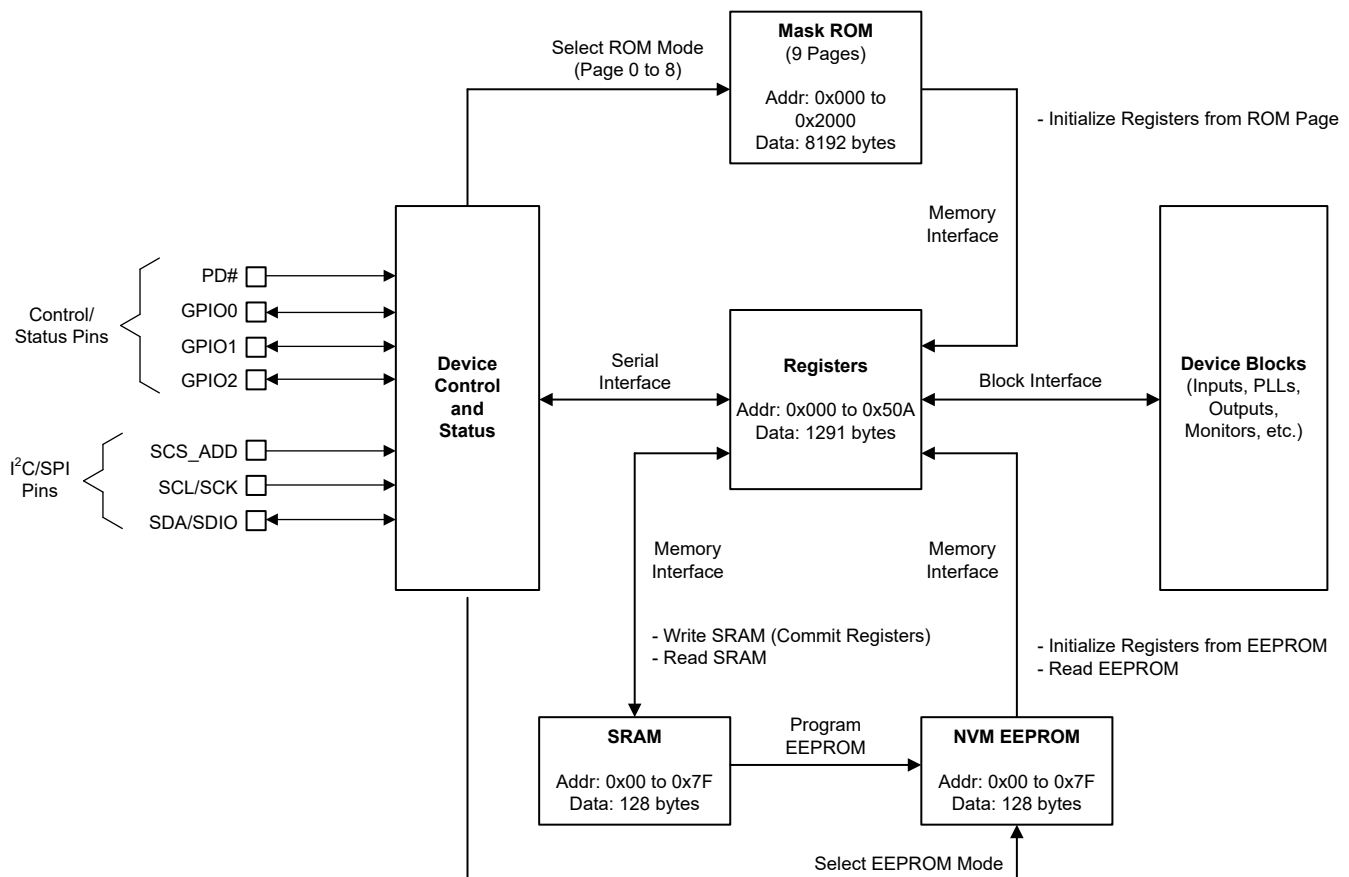 Mask ROM
(9 Pages)
Addr: 0x000 to
0x2000
Data: 8192 bytes
Select ROM Mode
(Page 0 to 8)
- Initialize Registers from ROM Page
Memory
Interface
Control/
Status Pins
PD#
GPIO0
GPIO1
GPIO2
I²C/SPI
Pins
SCS_ADD
SCL/SCK
SDA/SDIO
Device
Control
and
Status
Serial
Interface
Registers
Addr: 0x000 to 0x50A
Data: 1291 bytes
Block Interface
Device Blocks
(Inputs, PLLs,
Outputs,
Monitors, etc.)
Memory
Interface
Memory
Interface
- Write SRAM (Commit Registers)
- Read SRAM
- Initialize Registers from EEPROM
- Read EEPROM
SRAM
Addr: 0x00 to 0x7F
Data: 128 bytes
Program
EEPROM
NVM EEPROM
Addr: 0x00 to 0x7F
Data: 128 bytes
Select EEPROM Mode